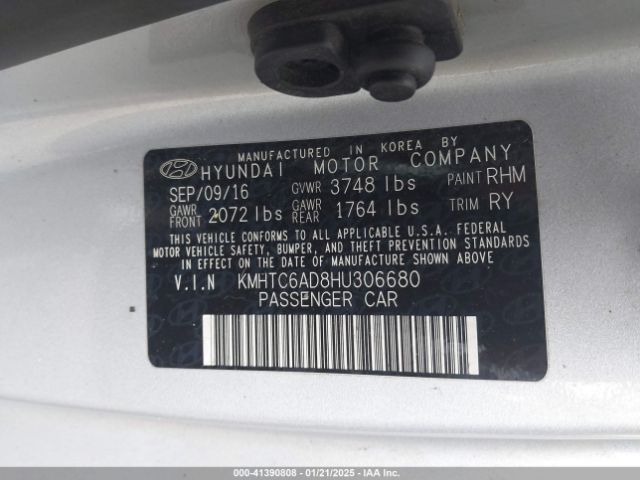 MANUFACTURED IN KOREA BY
HYUNDAI MOTOR COMPANY
SEP/09/16 GVWR 3748 lbs PAINT RHM
GAWR FRONT 2072 lbs GAWR REAR 1764 lbs TRIM RY
THIS VEHICLE CONFORMS TO ALL APPLICABLE U.S.A. FEDERAL
MOTOR VEHICLE SAFETY, BUMPER, AND THEFT PREVENTION STANDARDS
IN EFFECT ON THE DATE OF MANUFACTURE SHOWN ABOVE
V.I.N KMHTC6AD8HU306680
PASSENGER CAR
000-41390808 - 01/21/2025 - IAA, Inc.